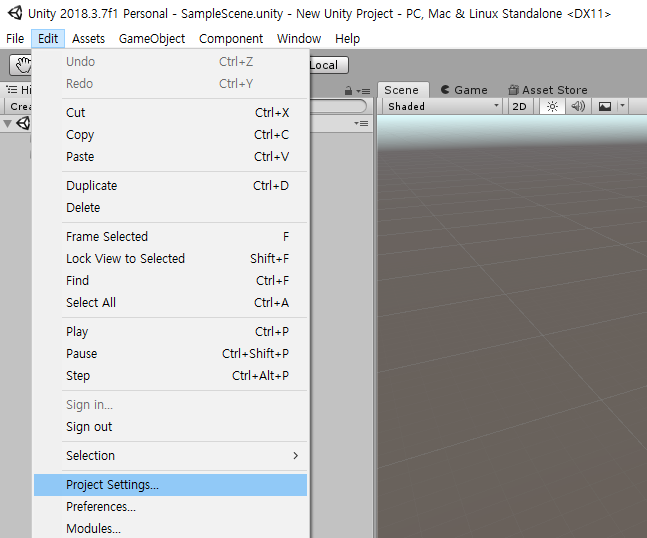 Unity 2018.3.7f1 Personal - SampleScene.unity - New Unity Project - PC, Mac & Linux Standalone <DX11>
File Edit Assets GameObject Component Window Help
Local
Scene Game Asset Store
Shaded 2D
Undo Ctrl+Z
Redo Ctrl+Y
Cut Ctrl+X
Copy Ctrl+C
Paste Ctrl+V
Duplicate Ctrl+D
Delete
Frame Selected F
Lock View to Selected Shift+F
Find Ctrl+F
Select All Ctrl+A
Play Ctrl+P
Pause Ctrl+Shift+P
Step Ctrl+Alt+P
Sign in...
Sign out
Selection
Project Settings...
Preferences...
Modules...